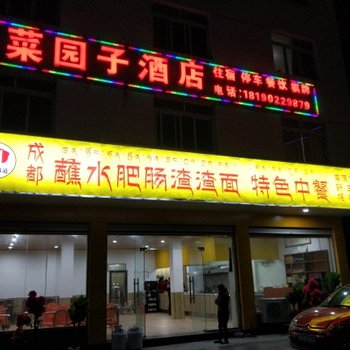 菜园子酒店
住宿 停车 餐饮 棋牌
电话：18190229879
成都
蘸水肥肠渣渣面 特色中餐